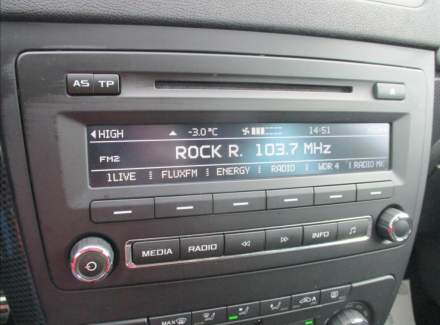 AS TP
HIGH -3.0°C 14:51
FM2 ROCK R. 103.7 MHz
1LIVE FLUXFM ENERGY RADIO WDR 4 RADIO
MEDIA RADIO INFO
MAX A